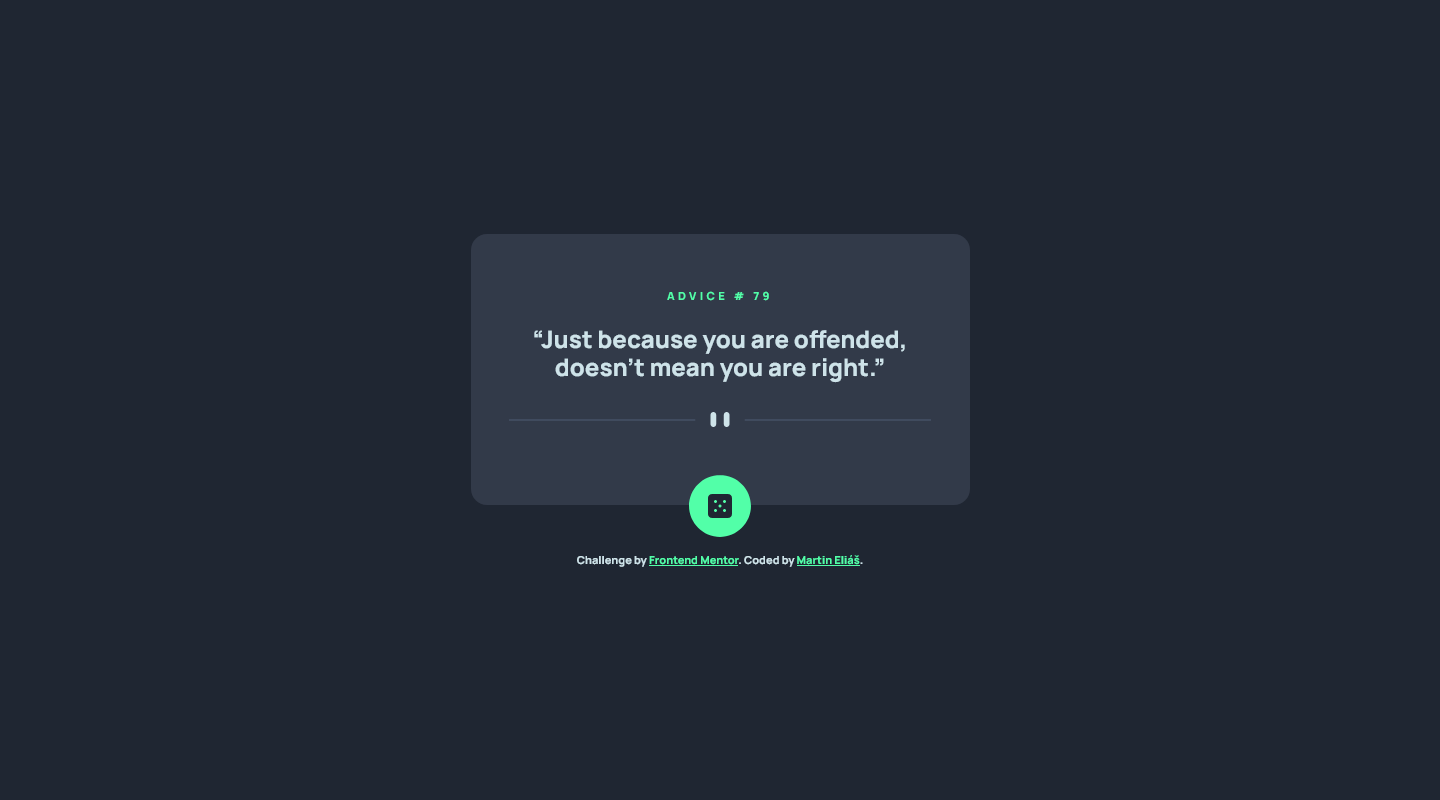 ADVICE # 79
“Just because you are offended,
doesn’t mean you are right.”
Challenge by Frontend Mentor. Coded by Martin Eliáš.